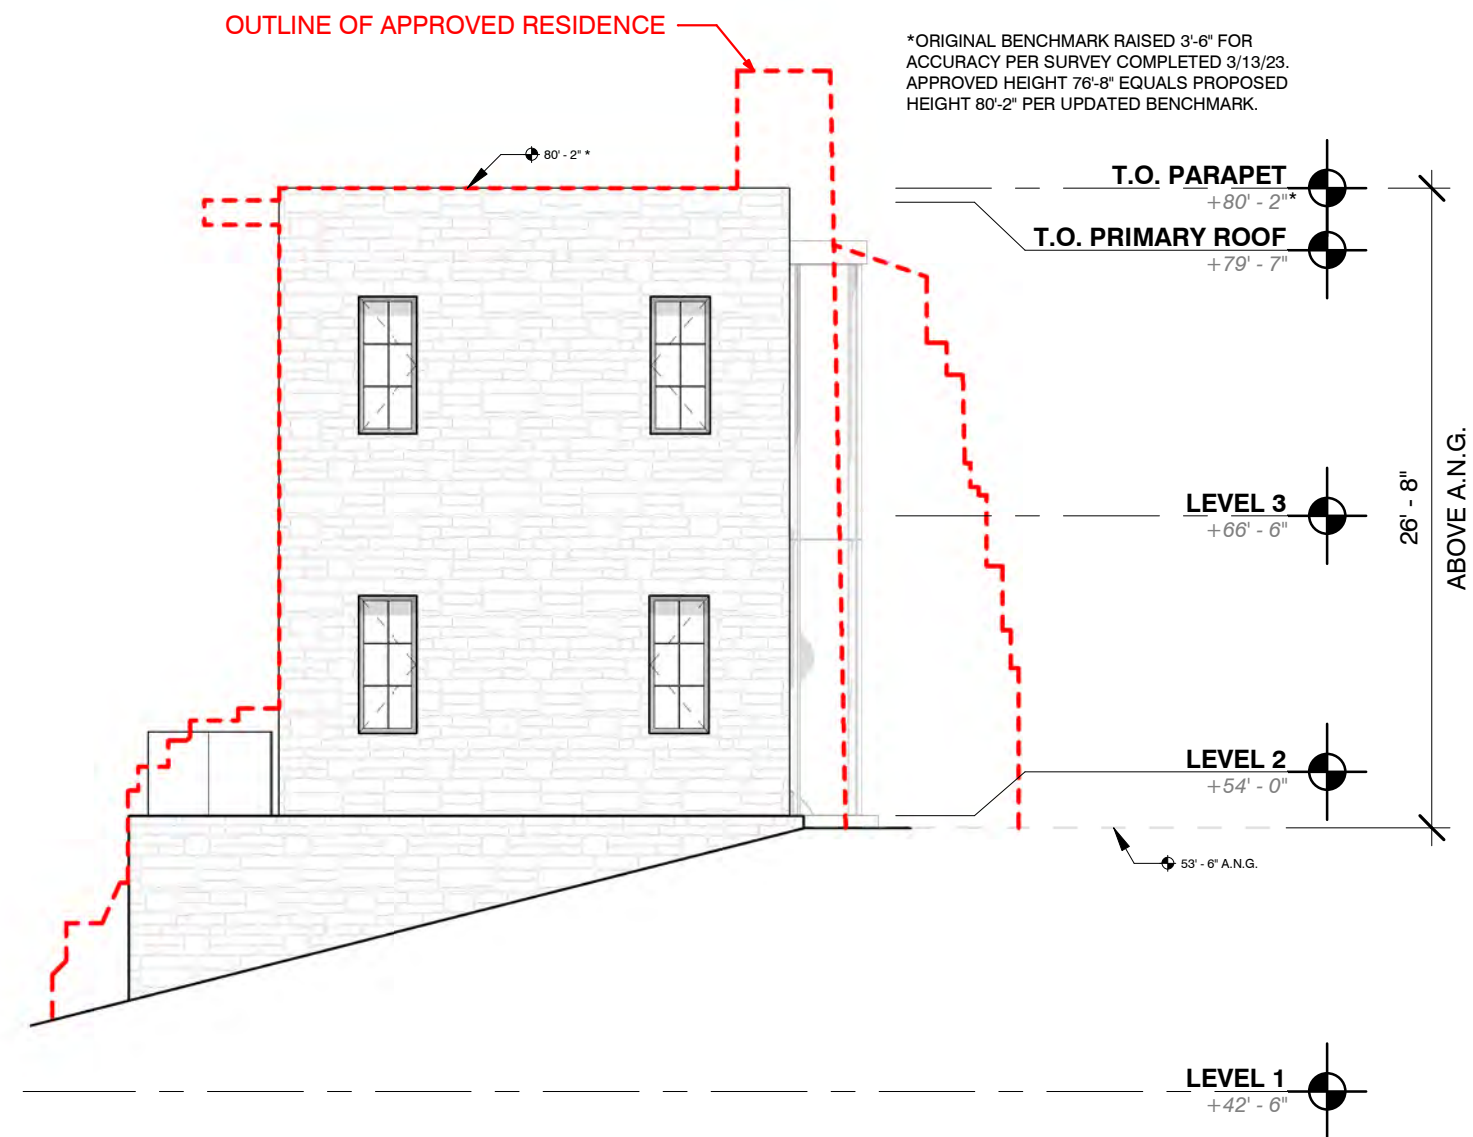 OUTLINE OF APPROVED RESIDENCE
*ORIGINAL BENCHMARK RAISED 3'-6" FOR
ACCURACY PER SURVEY COMPLETED 3/13/23.
APPROVED HEIGHT 76'-8" EQUALS PROPOSED
HEIGHT 80'-2" PER UPDATED BENCHMARK.
80' - 2" *
T.O. PARAPET
+80' - 2"*
T.O. PRIMARY ROOF
+79' - 7"
LEVEL 3
+66' - 6"
26' - 8"
ABOVE A.N.G.
LEVEL 2
+54' - 0"
53' - 6" A.N.G.
LEVEL 1
+42' - 6"